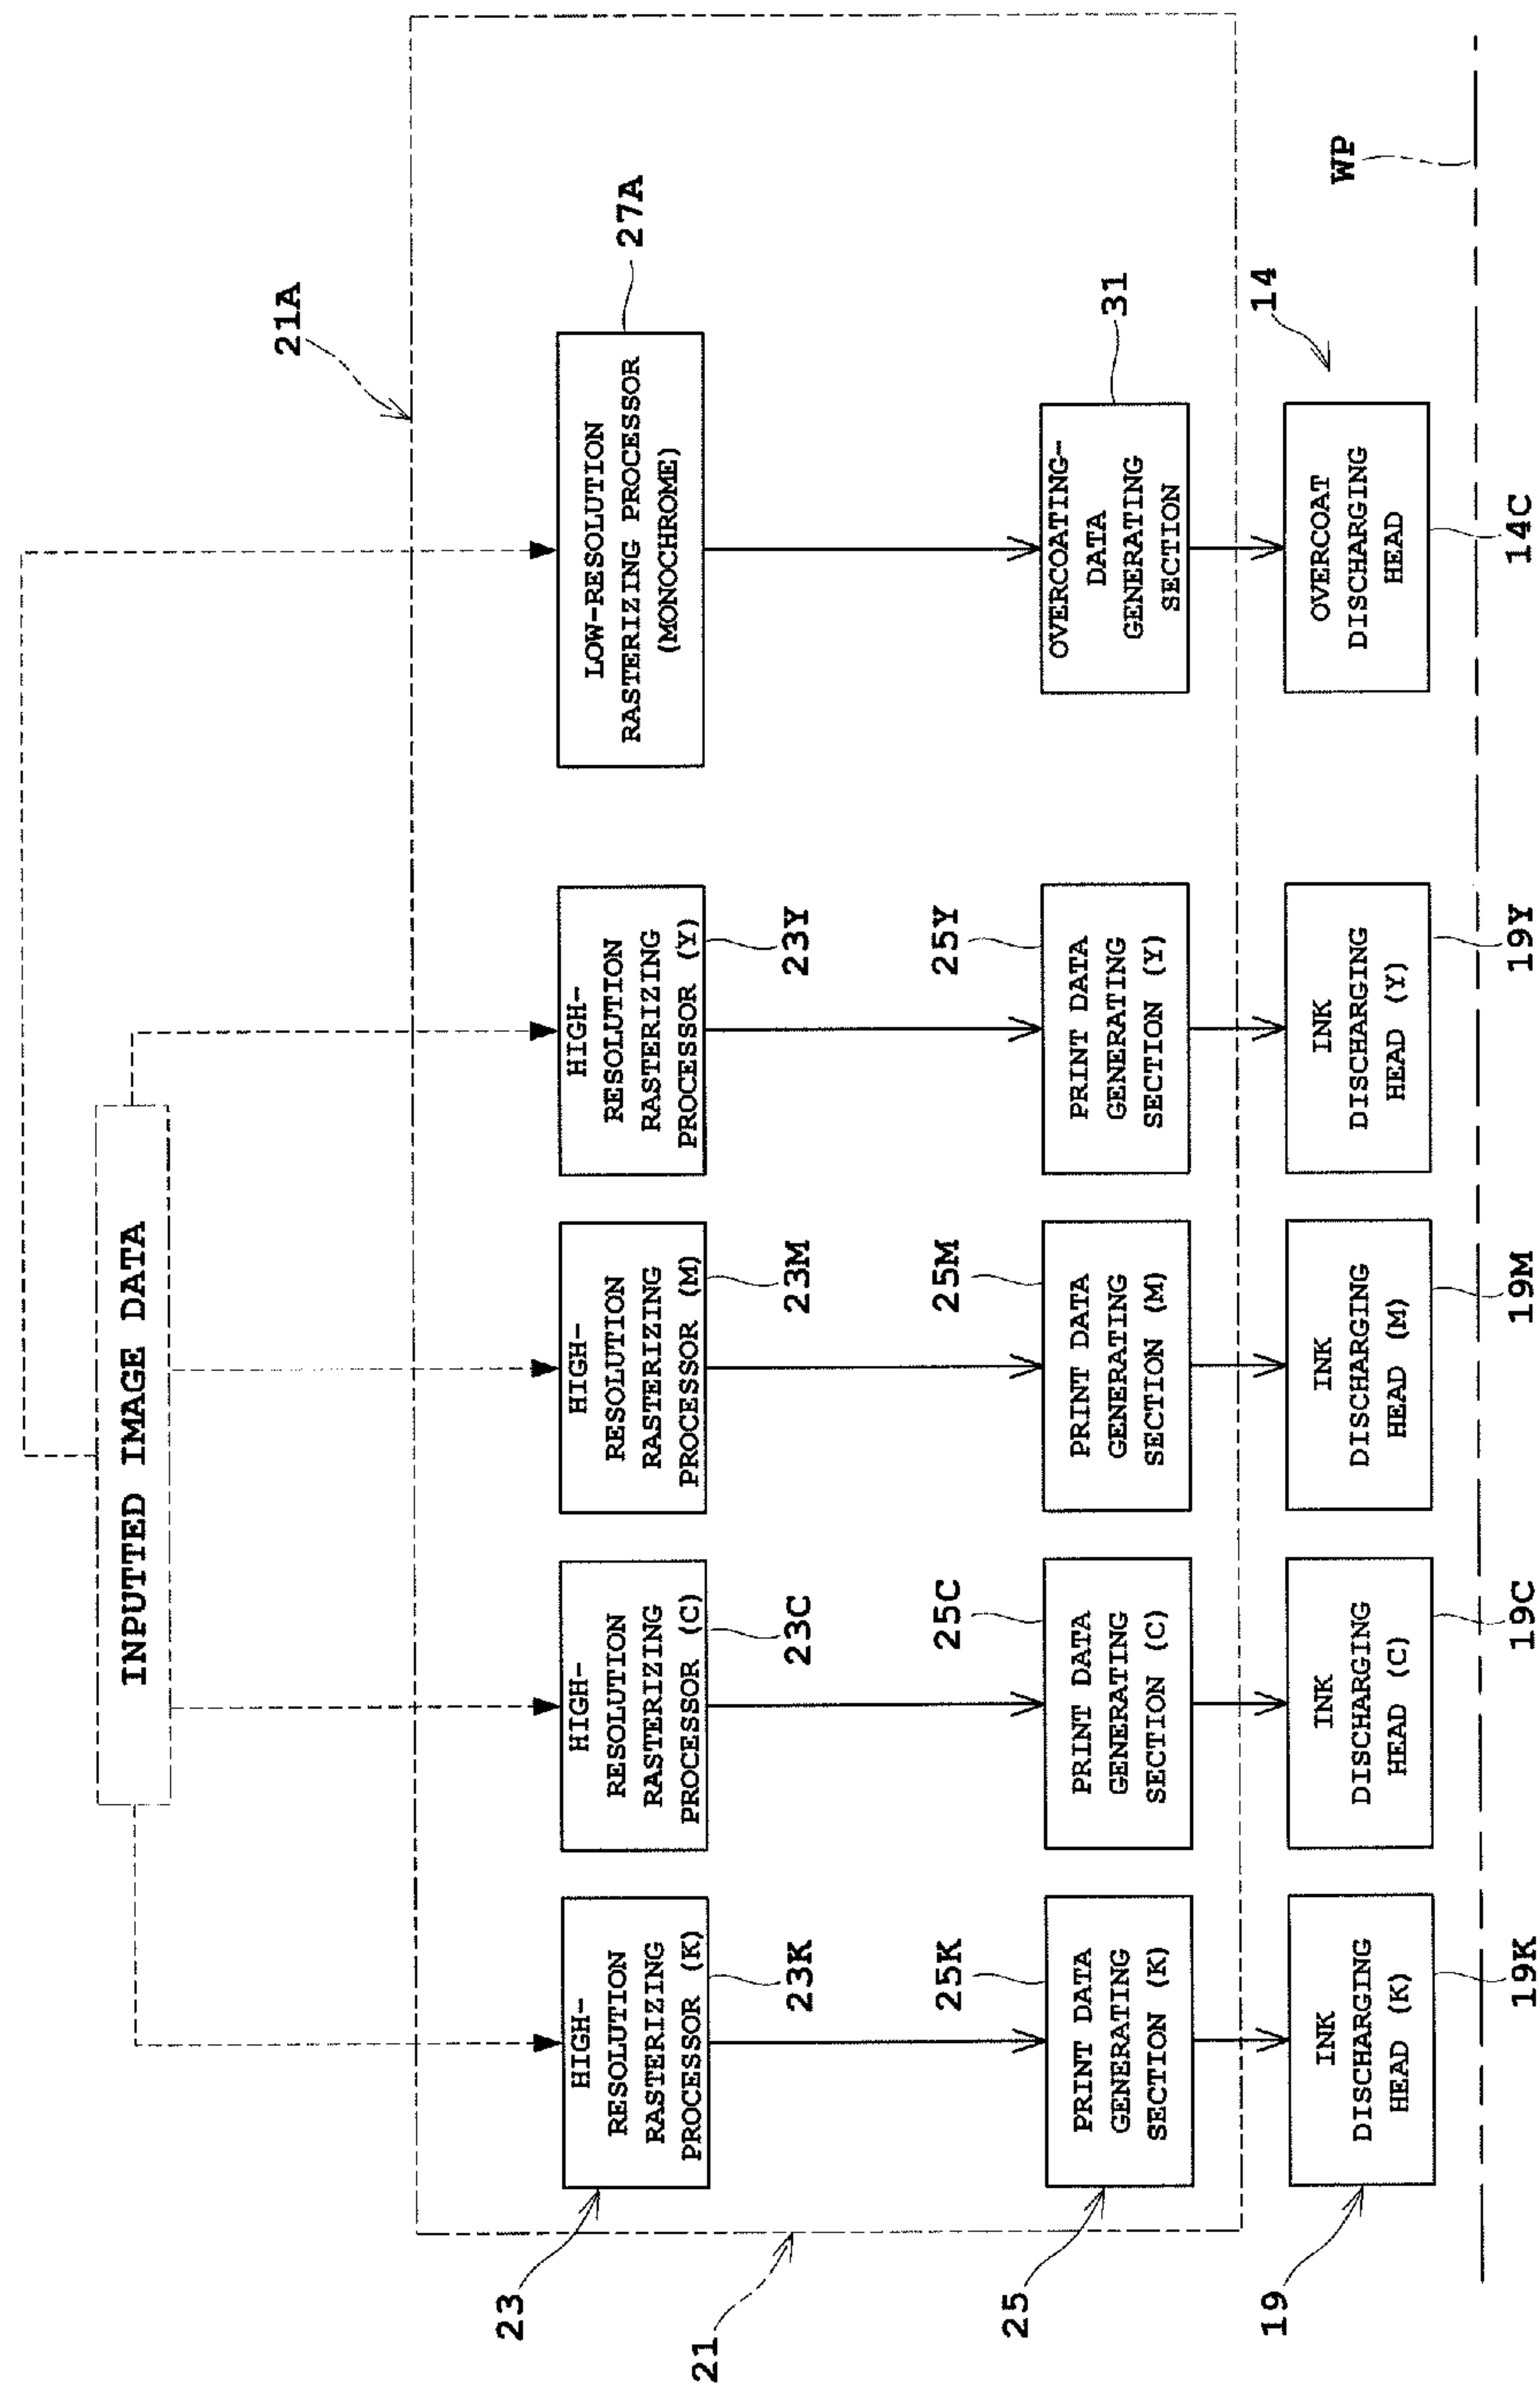 INPUTTED IMAGE DATA
21A
HIGH-
RESOLUTION
RASTERIZING
PROCESSOR (K)
23K
HIGH-
RESOLUTION
RASTERIZING
PROCESSOR (C)
23C
HIGH-
RESOLUTION
RASTERIZING
PROCESSOR (M)
23M
HIGH-
RESOLUTION
RASTERIZING
PROCESSOR (Y)
23Y
LOW-RESOLUTION
RASTERIZING PROCESSOR
(MONOCHROME)
27A
23
21
25
PRINT DATA
GENERATING
SECTION (K)
25K
PRINT DATA
GENERATING
SECTION (C)
25C
PRINT DATA
GENERATING
SECTION (M)
25M
PRINT DATA
GENERATING
SECTION (Y)
25Y
OVERCOATING-
DATA
GENERATING
SECTION
31
19
INK
DISCHARGING
HEAD (K)
19K
INK
DISCHARGING
HEAD (C)
19C
INK
DISCHARGING
HEAD (M)
19M
INK
DISCHARGING
HEAD (Y)
19Y
OVERCOAT
DISCHARGING
HEAD
14C
14
WP